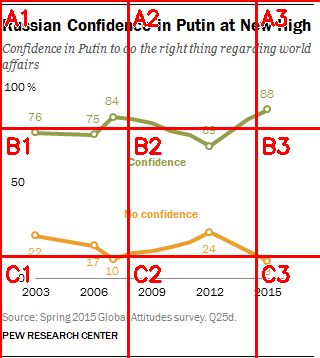 Russian Confidence in Putin at New High
Confidence in Putin to do the right thing regarding world
affairs
100 %
76
75
84
69
88
Confidence
50
No confidence
22
17
10
24
9
0
2003 2006 2009 2012 2015
Source: Spring 2015 Global Attitudes survey. Q25d.
PEW RESEARCH CENTER
A1 A2 A3
B1 B2 B3
C1 C2 C3